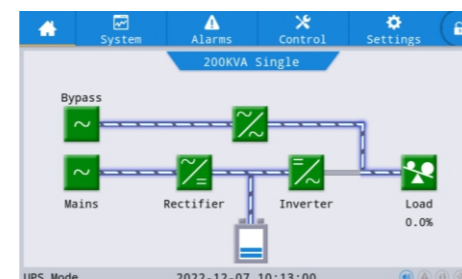 System Alarms Control Settings
200KVA Single
Bypass
Mains Rectifier Inverter Load
0.0%
UPS Mode 2022-12-07 10:13:00